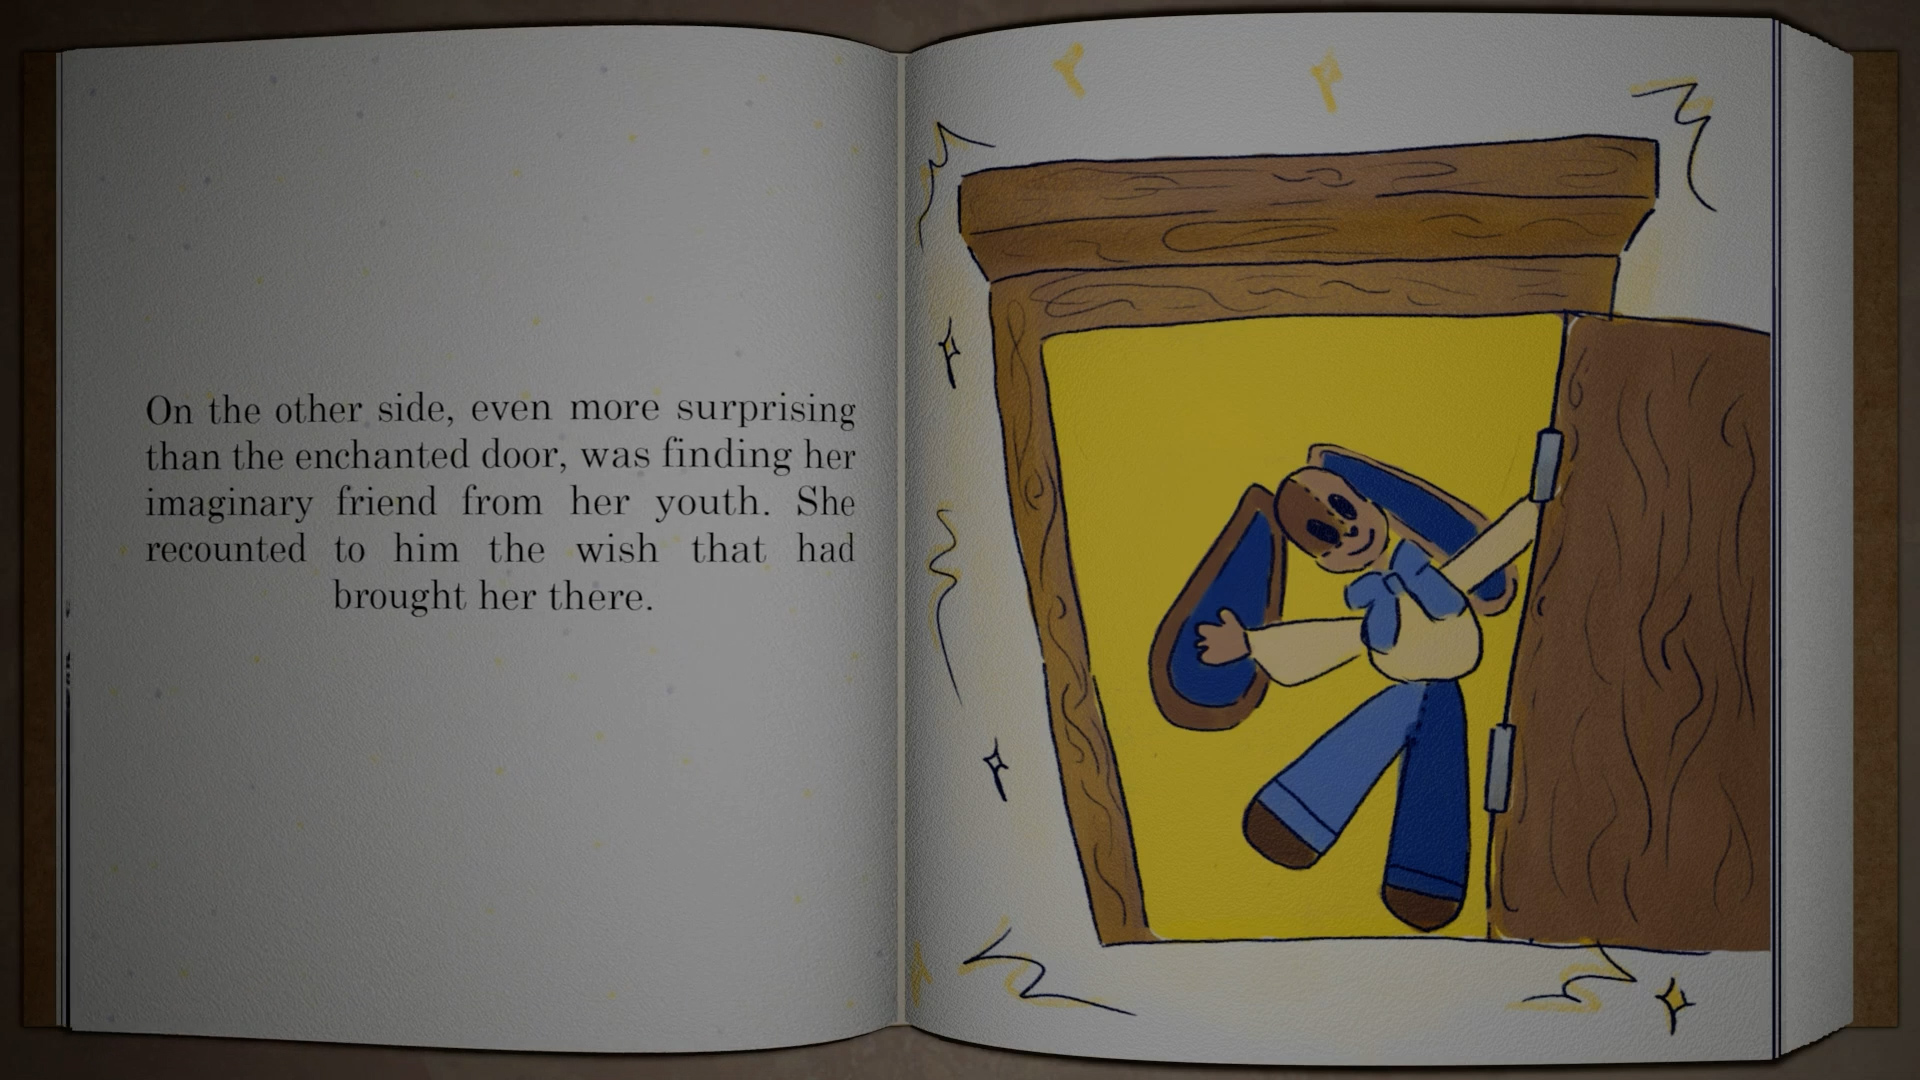 On the other side, even more surprising
than the enchanted door, was finding her
imaginary friend from her youth. She
recounted to him the wish that had
brought her there.